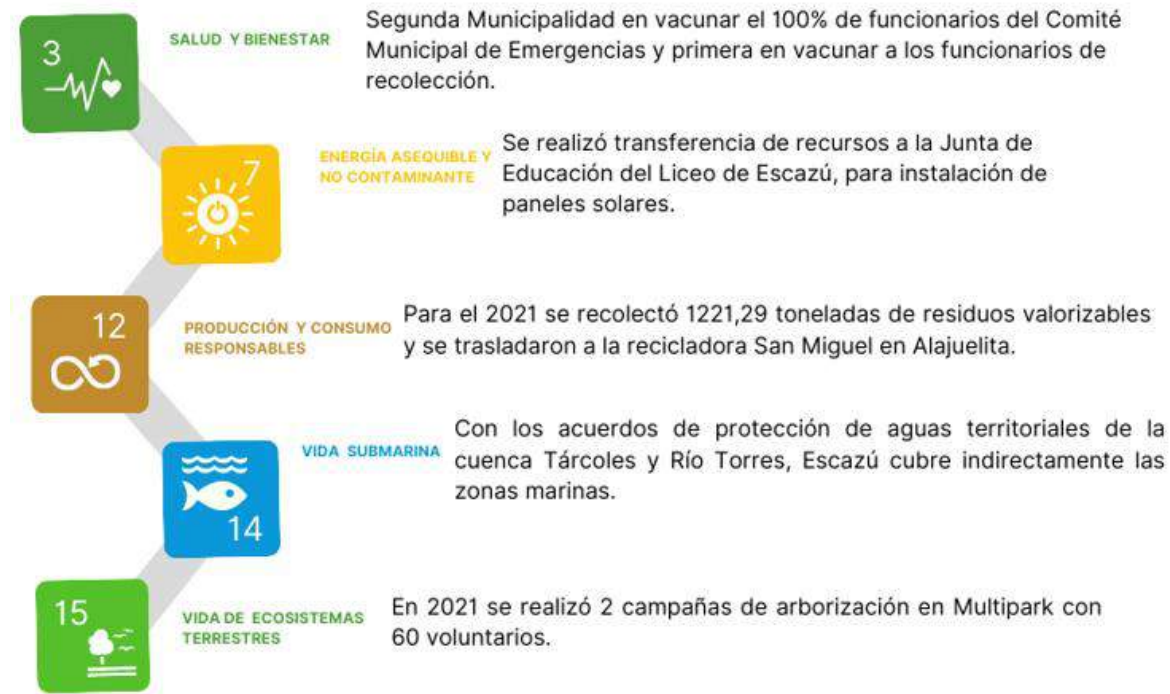 3
SALUD Y BIENESTAR
Segunda Municipalidad en vacunar el 100% de funcionarios del Comité
Municipal de Emergencias y primera en vacunar a los funcionarios de
recolección.
7
ENERGÍA ASEQUIBLE Y
NO CONTAMINANTE
Se realizó transferencia de recursos a la Junta de
Educación del Liceo de Escazú, para instalación de
paneles solares.
12
PRODUCCIÓN Y CONSUMO
RESPONSABLES
Para el 2021 se recolectó 1221,29 toneladas de residuos valorizables
y se trasladaron a la recicladora San Miguel en Alajuelita.
14
VIDA SUBMARINA
Con los acuerdos de protección de aguas territoriales de la
cuenca Tárcoles y Río Torres, Escazú cubre indirectamente las
zonas marinas.
15
VIDA DE ECOSISTEMAS
TERRESTRES
En 2021 se realizó 2 campañas de arborización en Multipark con
60 voluntarios.